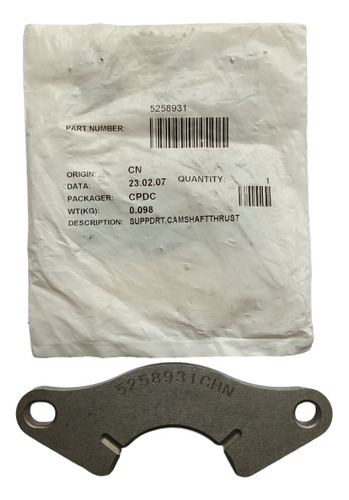 5258931
PART NUMBER:
ORIGIN: CN
DATA: 23.02.07 QUANTITY: 1
PACKAGER: CPDC
WT(KG): 0.098
DESCRIPTION: SUPPDRT,CAMSHAFTTHRUST
5258931CHN